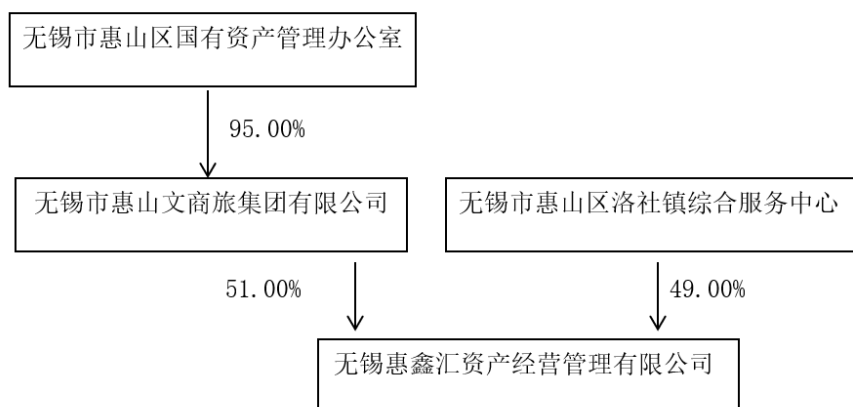 无锡市惠山区国有资产管理办公室
95.00%
无锡市惠山文商旅集团有限公司
无锡市惠山区洛社镇综合服务中心
51.00%
49.00%
无锡惠鑫汇资产经营管理有限公司